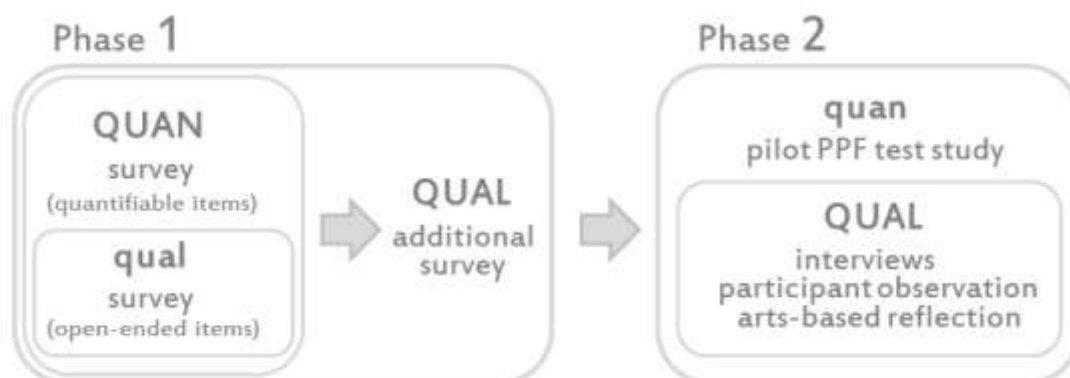 Phase 1
QUAN
survey
(quantifiable items)
qual
survey
(open-ended items)
QUAL
additional
survey
Phase 2
quan
pilot PPF test study
QUAL
interviews
participant observation
arts-based reflection